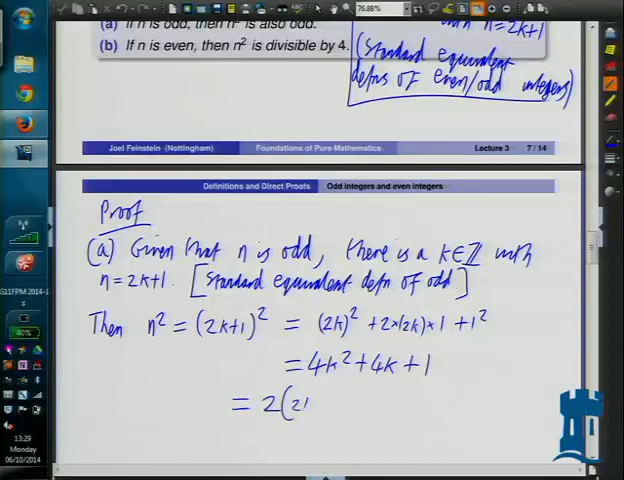 76.88%
(a) If n is odd, then n² is also odd.
with n=2k+1
(b) If n is even, then n² is divisible by 4.
(Standard equivalent
defns of even/odd integers)
Joel Feinstein (Nottingham) Foundations of Pure Mathematics Lecture 3 7 / 14
Definitions and Direct Proofs Odd integers and even integers
Proof
(a) Given that n is odd, there is a k∈ℤ with
n=2k+1. [Standard equivalent defn of odd]
Then n² = (2k+1)² = (2k)² + 2×(2k)×1 + 1²
= 4k² + 4k + 1
= 2(2
G11FPM 2014-1
40%
13:29
Monday
06/10/2014